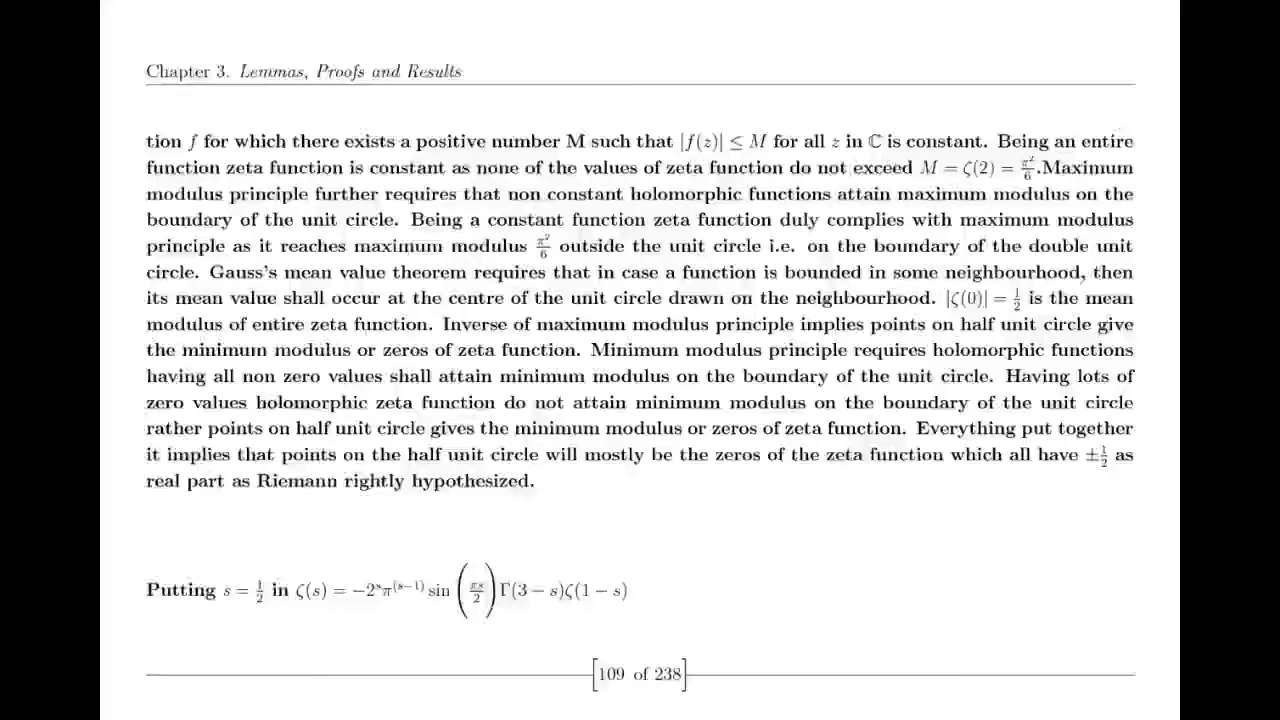 Chapter 3. Lemmas, Proofs and Results
tion f for which there exists a positive number M such that |f(z)| ≤ M for all z in ℂ is constant. Being an entire
function zeta function is constant as none of the values of zeta function do not exceed M = ζ(2) = π²/6.Maximum
modulus principle further requires that non constant holomorphic functions attain maximum modulus on the
boundary of the unit circle. Being a constant function zeta function duly complies with maximum modulus
principle as it reaches maximum modulus π²/6 outside the unit circle i.e. on the boundary of the double unit
circle. Gauss's mean value theorem requires that in case a function is bounded in some neighbourhood, then
its mean value shall occur at the centre of the unit circle drawn on the neighbourhood. |ζ(0)| = 1/2 is the mean
modulus of entire zeta function. Inverse of maximum modulus principle implies points on half unit circle give
the minimum modulus or zeros of zeta function. Minimum modulus principle requires holomorphic functions
having all non zero values shall attain minimum modulus on the boundary of the unit circle. Having lots of
zero values holomorphic zeta function do not attain minimum modulus on the boundary of the unit circle
rather points on half unit circle gives the minimum modulus or zeros of zeta function. Everything put together
it implies that points on the half unit circle will mostly be the zeros of the zeta function which all have ±1/2 as
real part as Riemann rightly hypothesized.
Putting s = 1/2 in ζ(s) = −2^s π^(s−1) sin(πs/2) Γ(3 − s)ζ(1 − s)
[109 of 238]